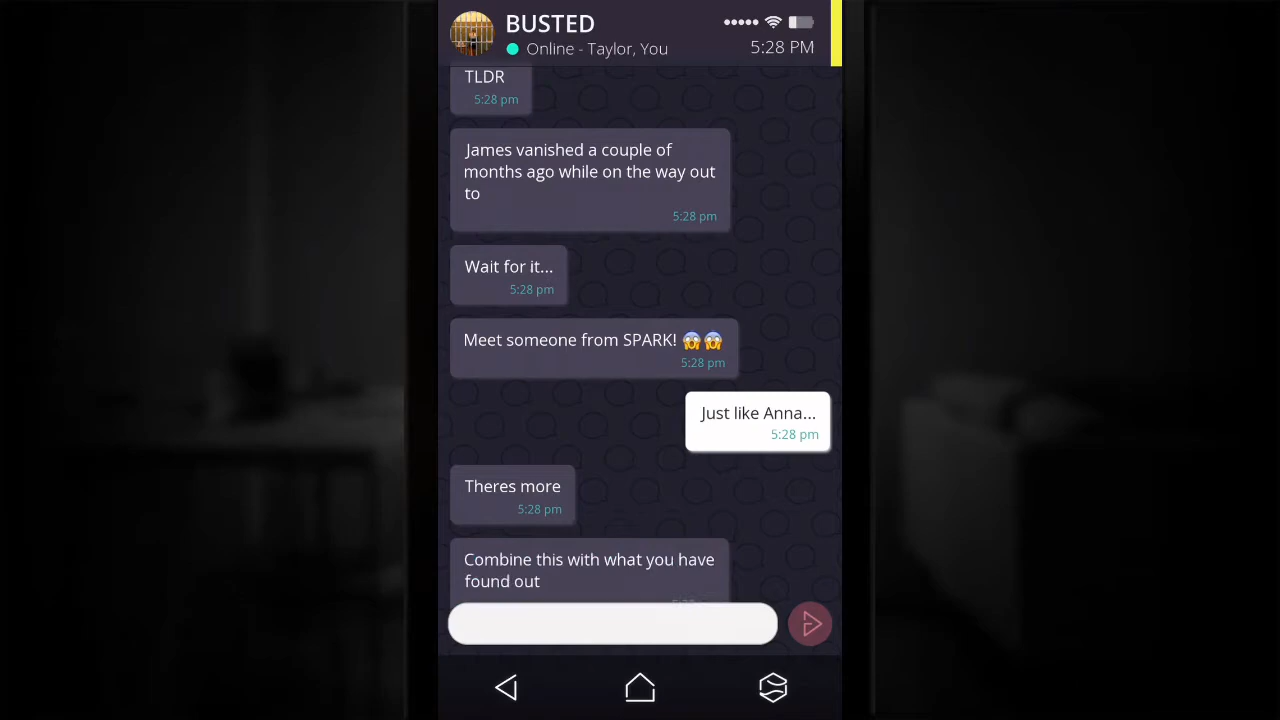 BUSTED
Online - Taylor, You
5:28 PM
TLDR
5:28 pm
James vanished a couple of
months ago while on the way out
to
5:28 pm
Wait for it...
5:28 pm
Meet someone from SPARK! 😱😱
5:28 pm
Just like Anna...
5:28 pm
Theres more
5:28 pm
Combine this with what you have
found out